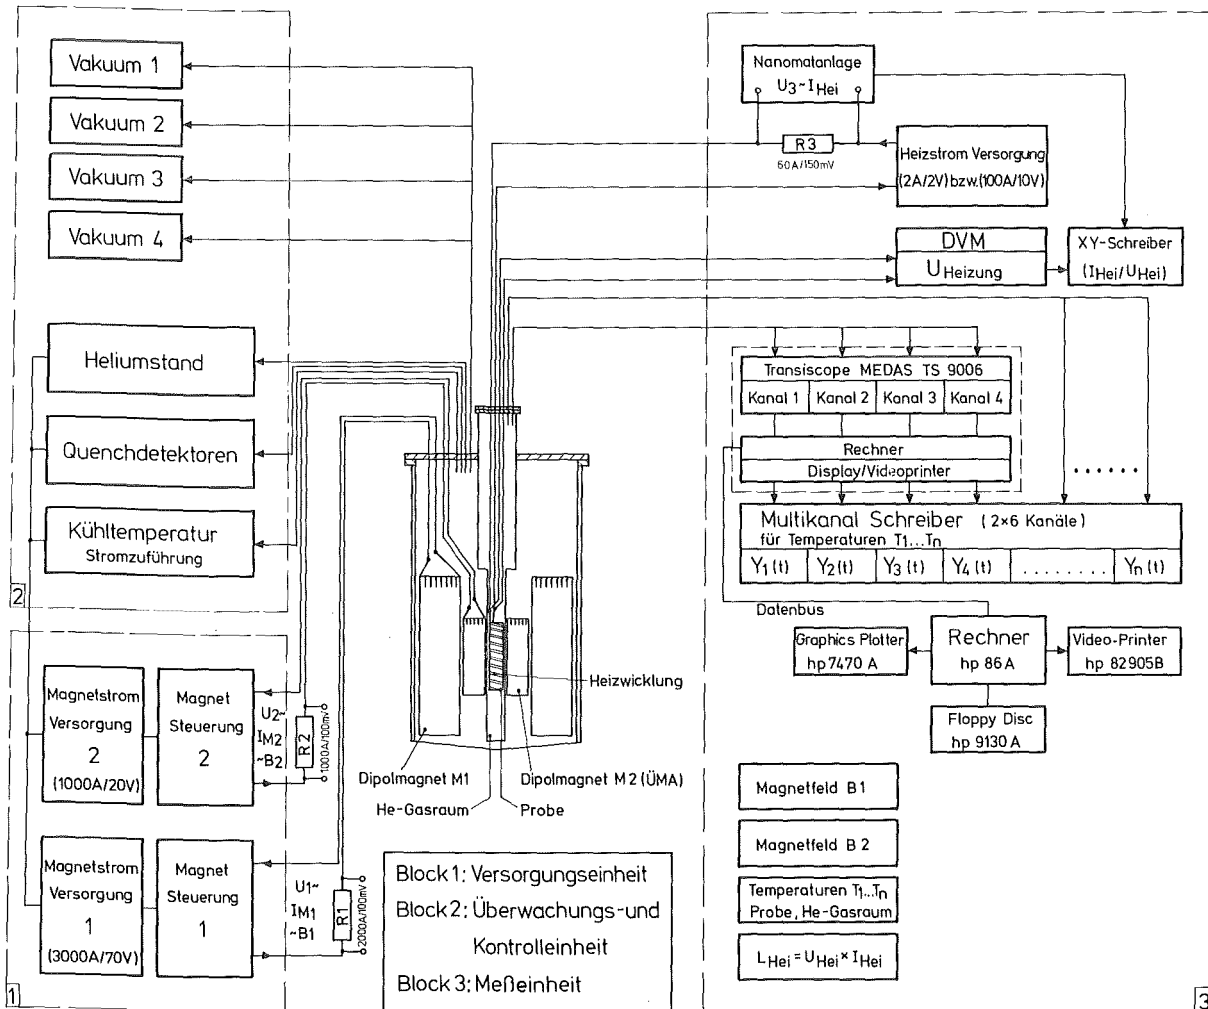 Vakuum 1
Vakuum 2
Vakuum 3
Vakuum 4
Heliumstand
Quenchdetektoren
Kühltemperatur
Stromzuführung
2
Magnetstrom
Versorgung
2
(1000A/20V)
Magnet
Steuerung
2
U2~
IM2
~B2
R2
1000A/100mV
Magnetstrom
Versorgung
1
(3000A/70V)
Magnet
Steuerung
1
U1~
IM1
~B1
R1
2000A/100mV
1
Heizwicklung
Dipolmagnet M1
Dipolmagnet M2 (ÜMA)
He-Gasraum
Probe
Block 1: Versorgungseinheit
Block 2: Überwachungs-und
Kontrolleinheit
Block 3: Meßeinheit
Nanomatanlage
U3~IHei
R3
60A/150mV
Heizstrom Versorgung
(2A/2V) bzw.(100A/10V)
DVM
UHeizung
XY-Schreiber
(IHei/UHei)
Transiscope MEDAS TS 9006
Kanal 1 Kanal 2 Kanal 3 Kanal 4
Rechner
Display/Videoprinter
......
Multikanal Schreiber (2×6 Kanäle)
für Temperaturen T1...Tn
Y1(t) Y2(t) Y3(t) Y4(t) ........ Yn(t)
Datenbus
Graphics Plotter
hp7470 A
Rechner
hp 86A
Video-Printer
hp 82905B
Floppy Disc
hp 9130 A
Magnetfeld B1
Magnetfeld B2
Temperaturen T1...Tn
Probe, He-Gasraum
LHei=UHei×IHei
3